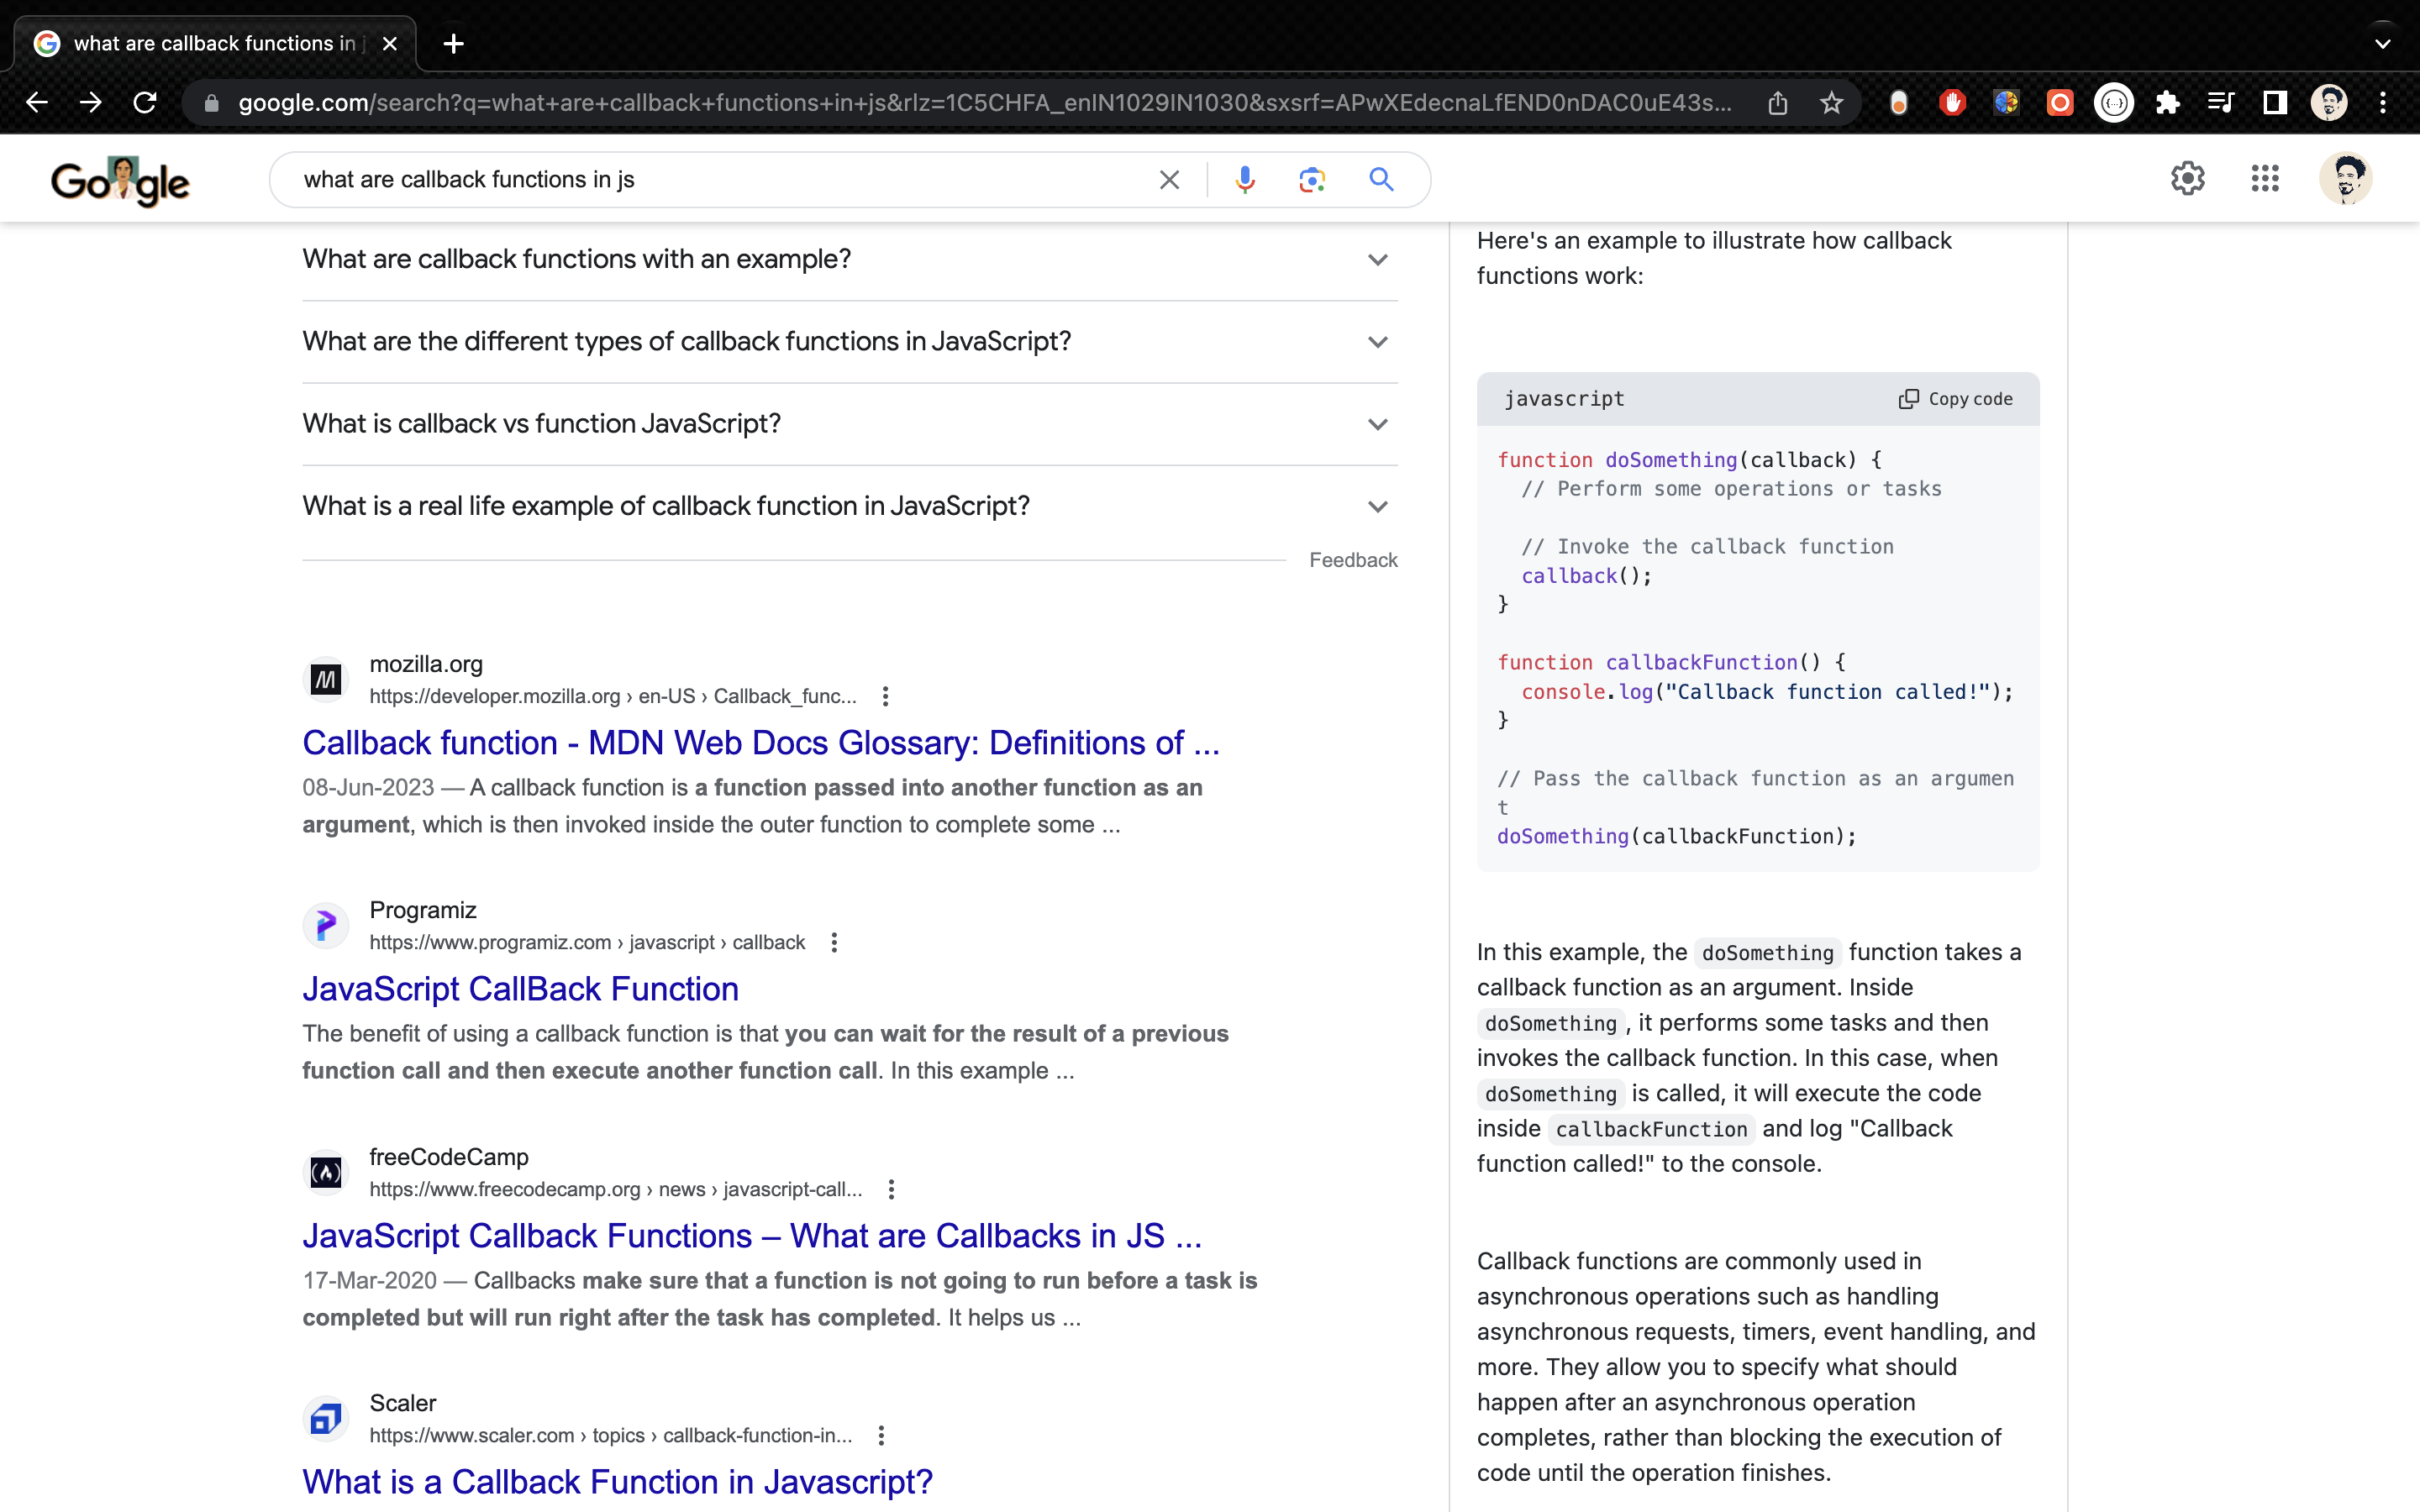 what are callback functions in j
google.com/search?q=what+are+callback+functions+in+js&rlz=1C5CHFA_enIN1029IN1030&sxsrf=APwXEdecnaLfEND0nDAC0uE43s...
Google
what are callback functions in js
What are callback functions with an example?
What are the different types of callback functions in JavaScript?
What is callback vs function JavaScript?
What is a real life example of callback function in JavaScript?
Feedback
mozilla.org
https://developer.mozilla.org › en-US › Callback_func...
Callback function - MDN Web Docs Glossary: Definitions of ...
08-Jun-2023 — A callback function is a function passed into another function as an
argument, which is then invoked inside the outer function to complete some ...
Programiz
https://www.programiz.com › javascript › callback
JavaScript CallBack Function
The benefit of using a callback function is that you can wait for the result of a previous
function call and then execute another function call. In this example ...
freeCodeCamp
https://www.freecodecamp.org › news › javascript-call...
JavaScript Callback Functions – What are Callbacks in JS ...
17-Mar-2020 — Callbacks make sure that a function is not going to run before a task is
completed but will run right after the task has completed. It helps us ...
Scaler
https://www.scaler.com › topics › callback-function-in...
What is a Callback Function in Javascript?
Here's an example to illustrate how callback
functions work:
javascript
Copy code
function doSomething(callback) {
// Perform some operations or tasks
// Invoke the callback function
callback();
}
function callbackFunction() {
console.log("Callback function called!");
}
// Pass the callback function as an argumen
t
doSomething(callbackFunction);
In this example, the doSomething function takes a
callback function as an argument. Inside
doSomething , it performs some tasks and then
invokes the callback function. In this case, when
doSomething is called, it will execute the code
inside callbackFunction and log "Callback
function called!" to the console.
Callback functions are commonly used in
asynchronous operations such as handling
asynchronous requests, timers, event handling, and
more. They allow you to specify what should
happen after an asynchronous operation
completes, rather than blocking the execution of
code until the operation finishes.